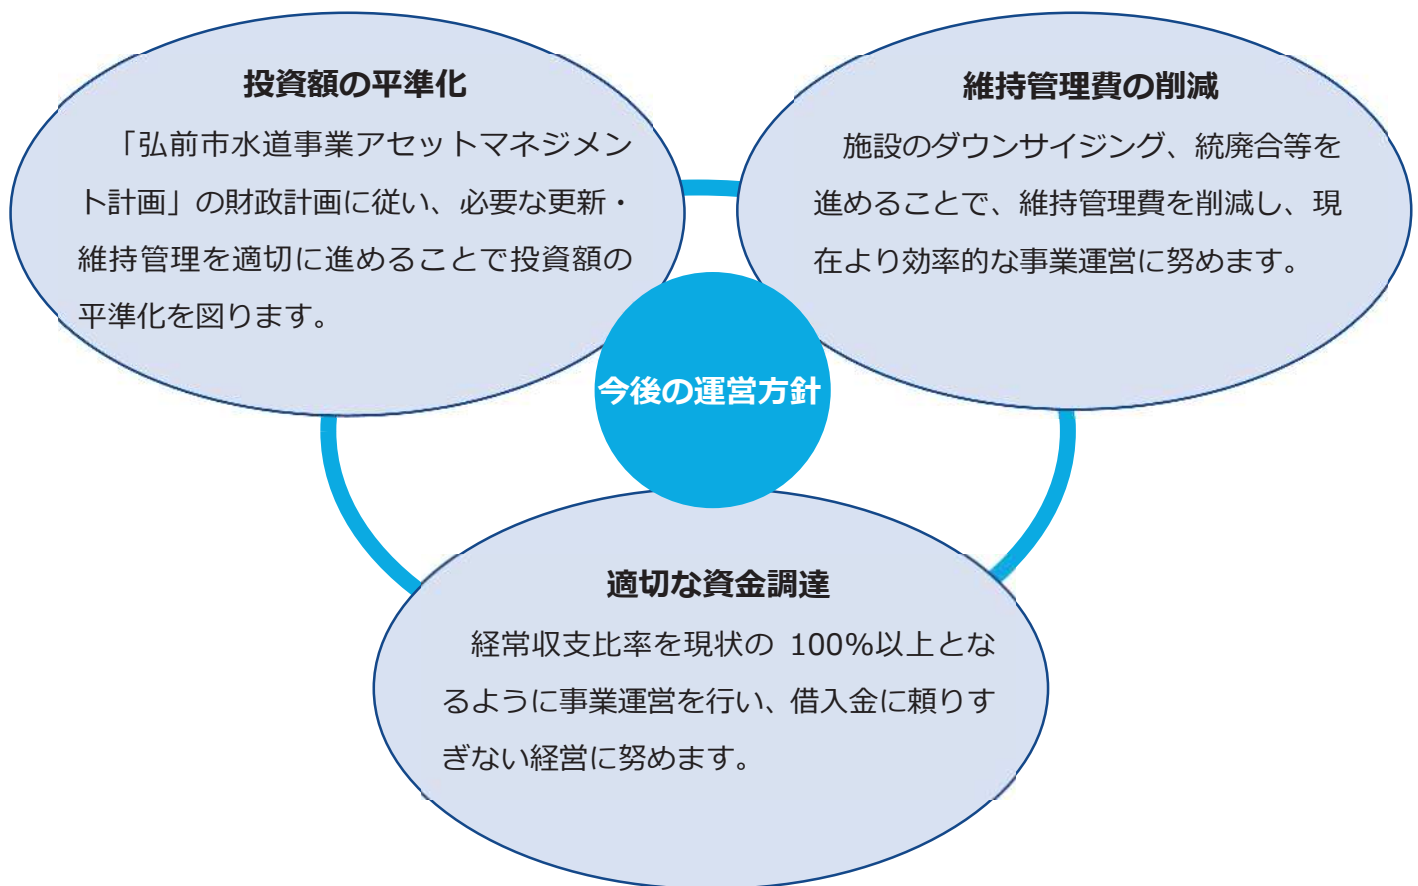 投資額の平準化
「弘前市水道事業アセットマネジメン
ト計画」の財政計画に従い、必要な更新・
維持管理を適切に進めることで投資額の
平準化を図ります。
維持管理費の削減
施設のダウンサイジング、統廃合等を
進めることで、維持管理費を削減し、現
在より効率的な事業運営に努めます。
今後の運営方針
適切な資金調達
経常収支比率を現状の 100%以上とな
るように事業運営を行い、借入金に頼りす
ぎない経営に努めます。